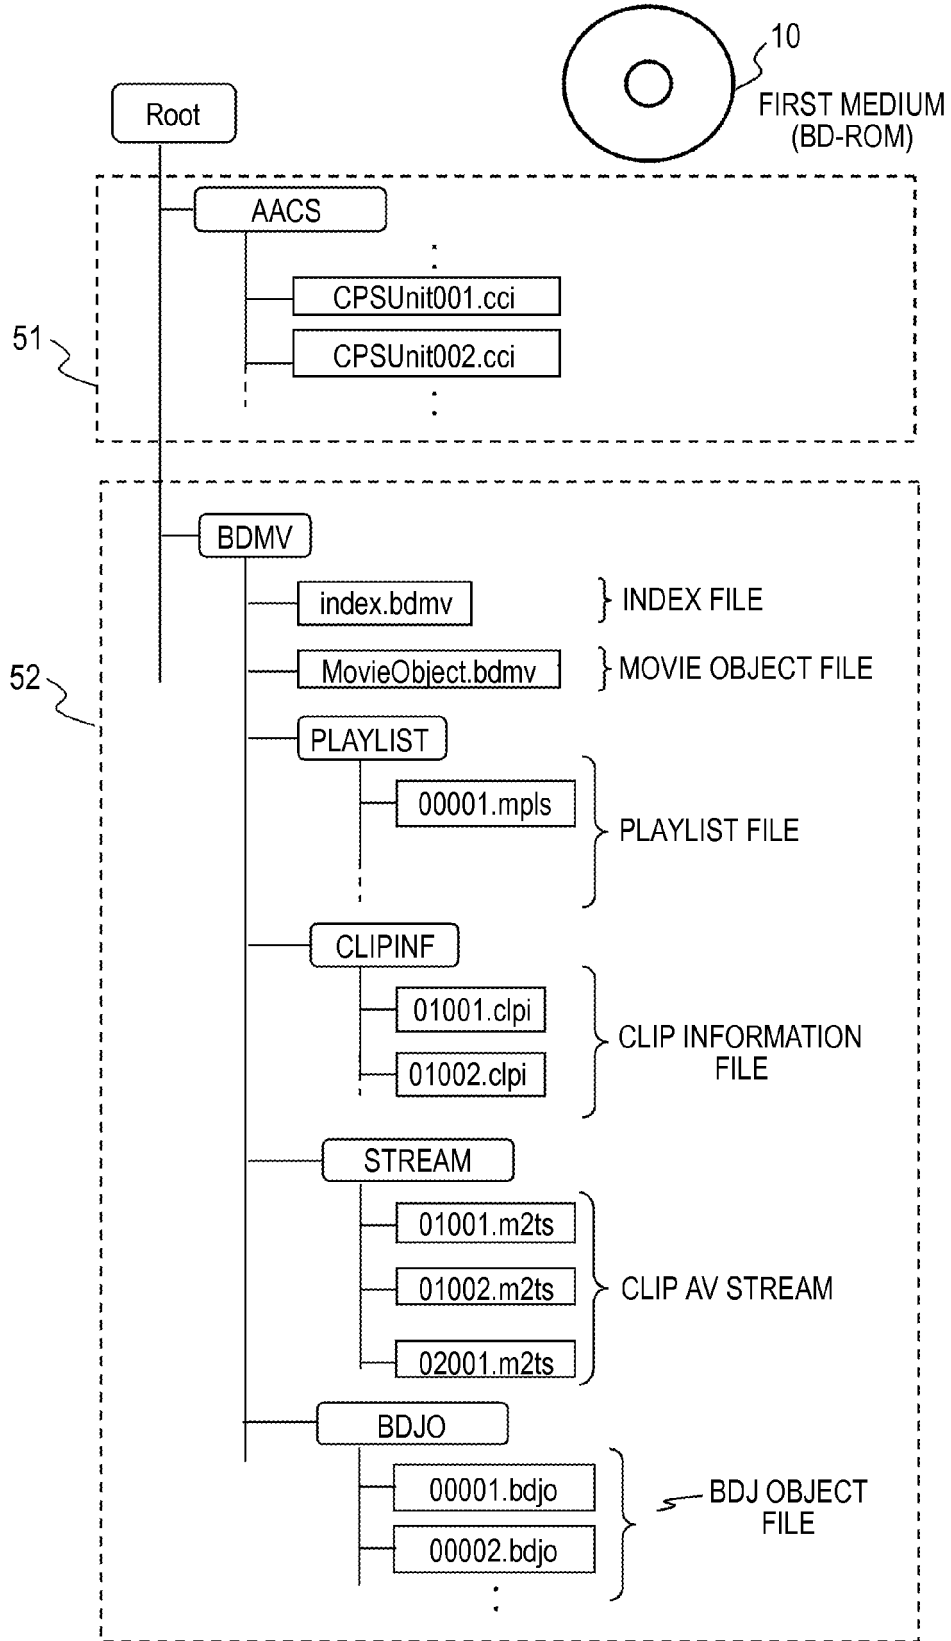 10
FIRST MEDIUM
(BD-ROM)
Root
AACS
CPSUnit001.cci
CPSUnit002.cci
51
BDMV
index.bdmv
INDEX FILE
MovieObject.bdmv
MOVIE OBJECT FILE
52
PLAYLIST
00001.mpls
PLAYLIST FILE
CLIPINF
01001.clpi
01002.clpi
CLIP INFORMATION
FILE
STREAM
01001.m2ts
01002.m2ts
02001.m2ts
CLIP AV STREAM
BDJO
00001.bdjo
00002.bdjo
BDJ OBJECT
FILE